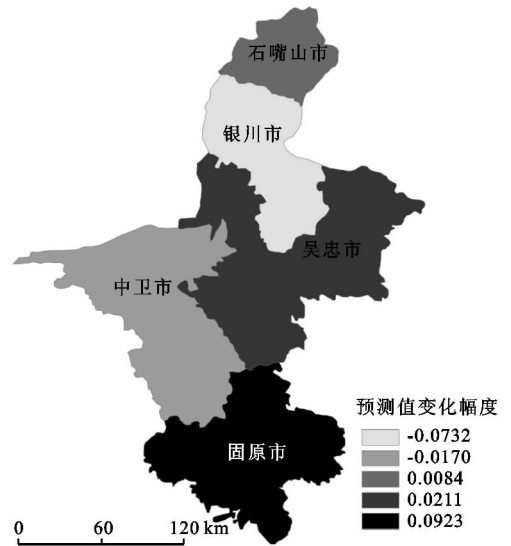 石嘴山市
银川市
吴忠市
中卫市
固原市
预测值变化幅度
-0.0732
-0.0170
0.0084
0.0211
0.0923
0 60 120 km